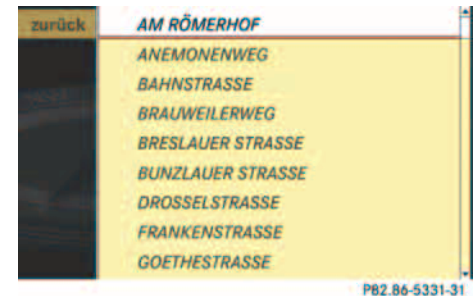 zurück
AM RÖMERHOF
ANEMONENWEG
BAHNSTRASSE
BRAUWEILERWEG
BRESLAUER STRASSE
BUNZLAUER STRASSE
DROSSELSTRASSE
FRANKENSTRASSE
GOETHESTRASSE
P82.86-5331-31